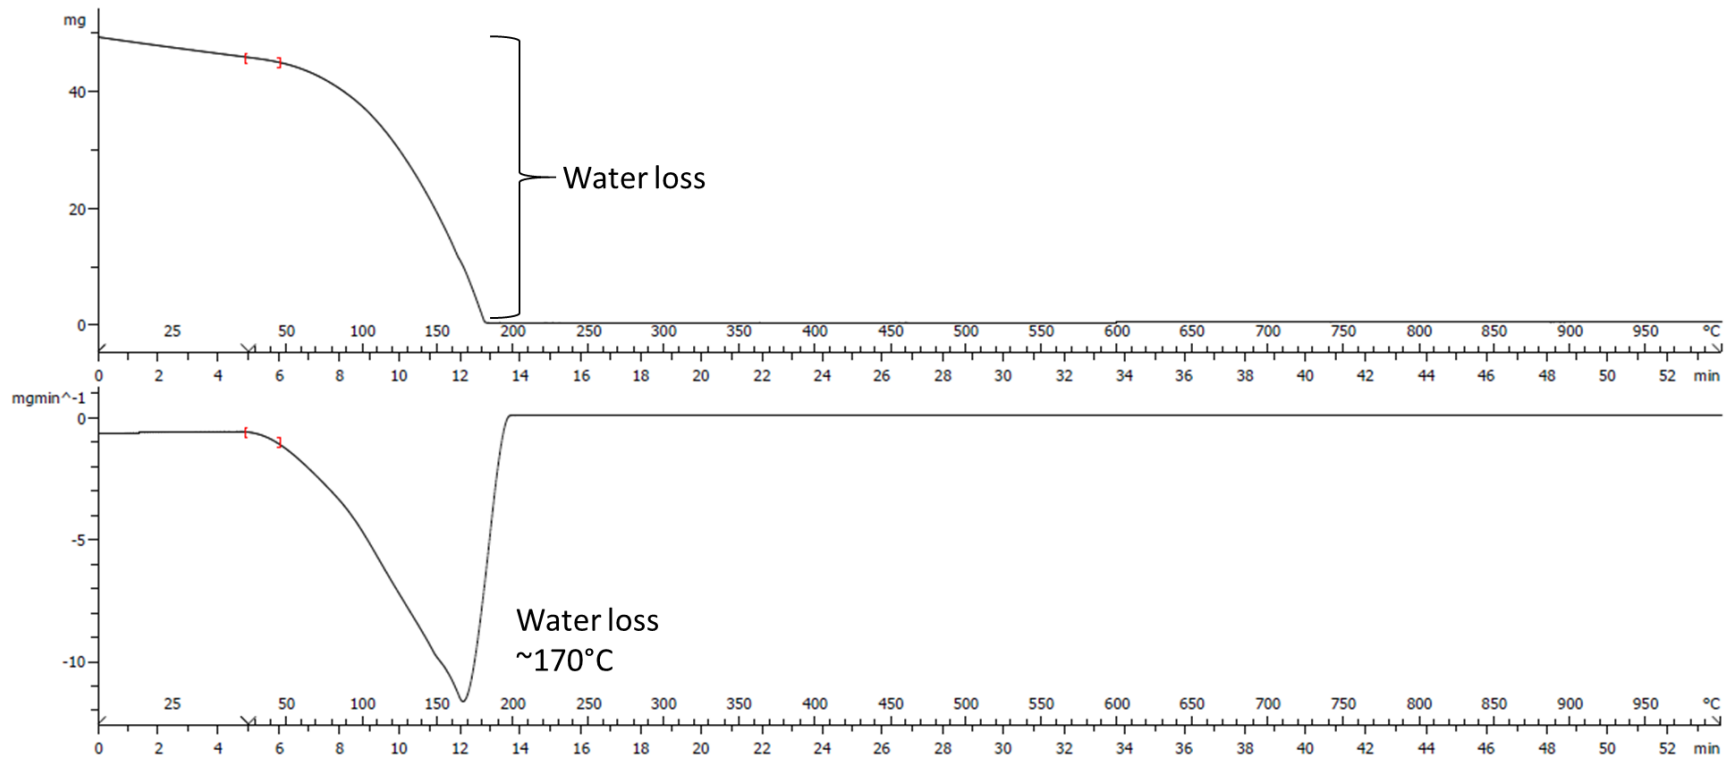 mg
40
Water loss
20
0
25 50 100 150 200 250 300 350 400 450 500 550 600 650 700 750 800 850 900 950 °C
0 2 4 6 8 10 12 14 16 18 20 22 24 26 28 30 32 34 36 38 40 42 44 46 48 50 52 min
mgmin^-1
0
-5
Water loss
~170°C
-10
25 50 100 150 200 250 300 350 400 450 500 550 600 650 700 750 800 850 900 950 °C
0 2 4 6 8 10 12 14 16 18 20 22 24 26 28 30 32 34 36 38 40 42 44 46 48 50 52 min